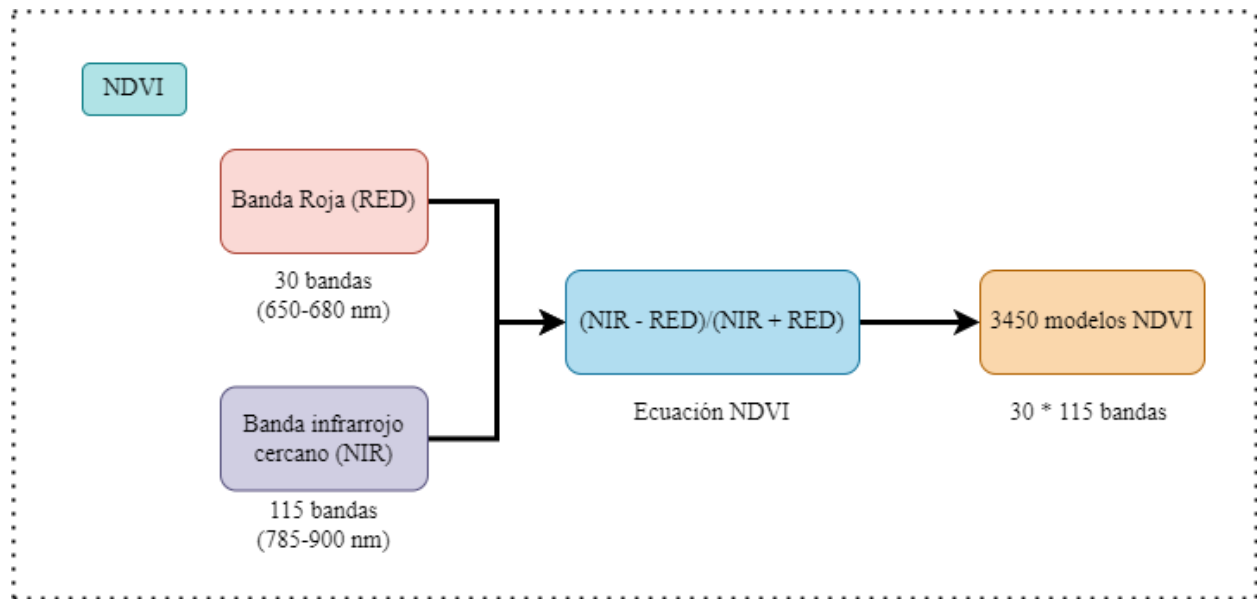 NDVI
Banda Roja (RED)
30 bandas
(650-680 nm)
Banda infrarrojo
cercano (NIR)
115 bandas
(785-900 nm)
(NIR - RED)/(NIR + RED)
Ecuación NDVI
3450 modelos NDVI
30 * 115 bandas